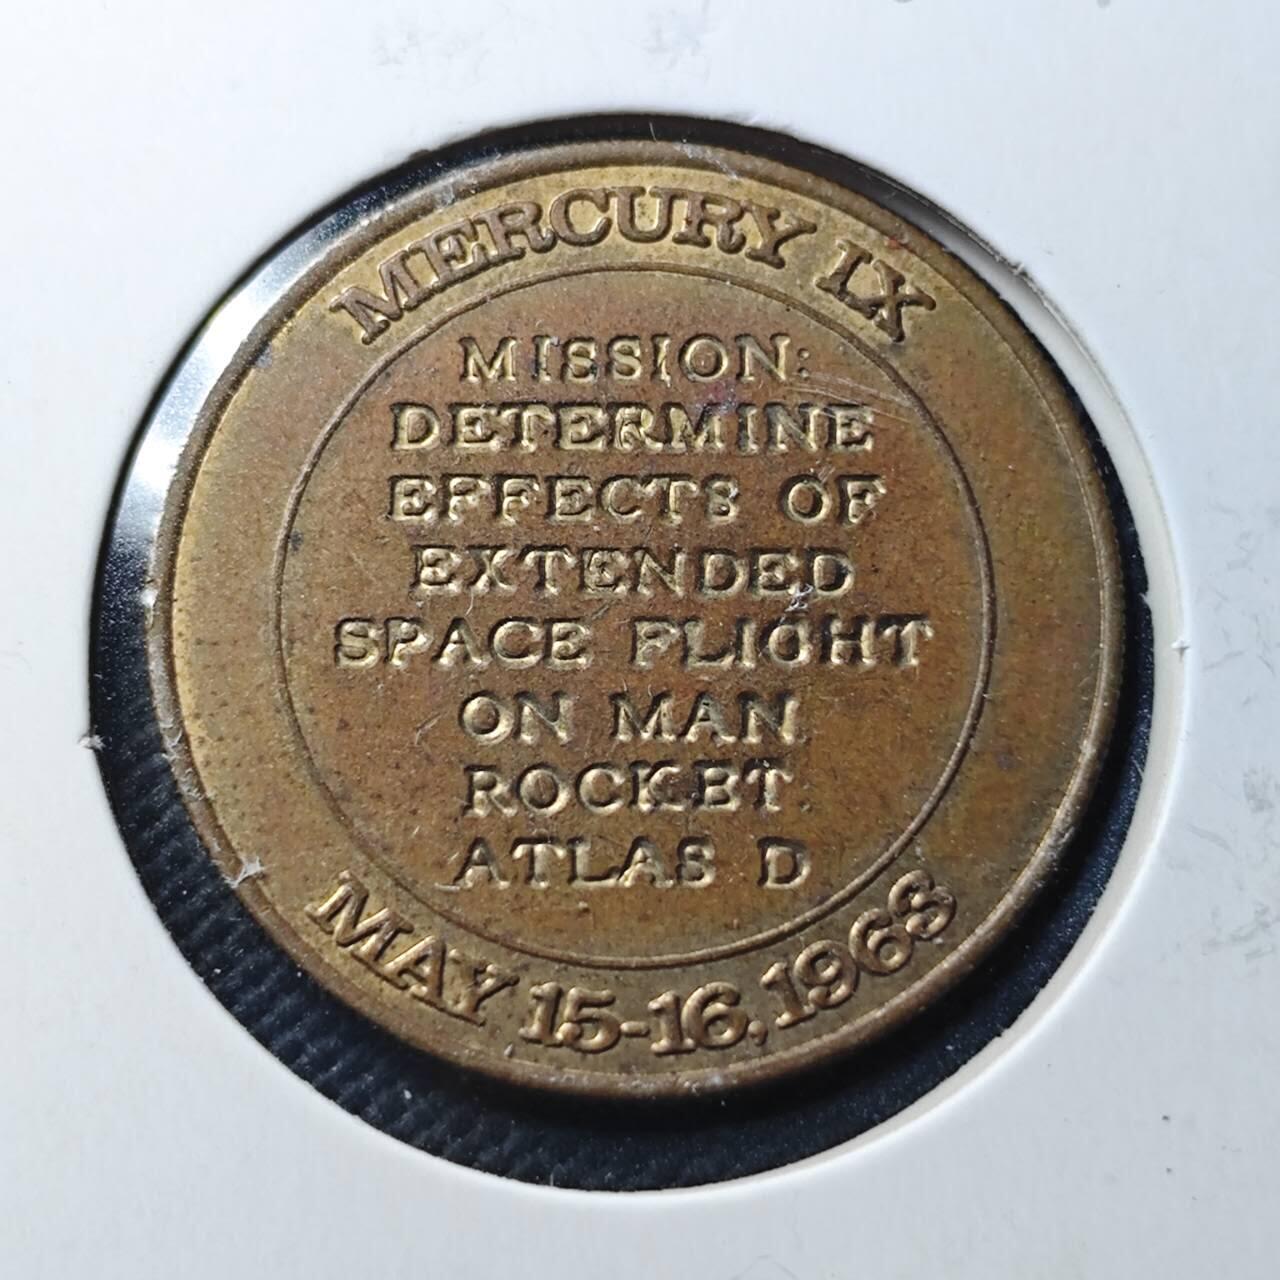 MERCURY IX
MISSION:
DETERMINE
EFFECTS OF
EXTENDED
SPACE FLIGHT
ON MAN
ROCKET:
ATLAS D
MAY 15-16, 1963